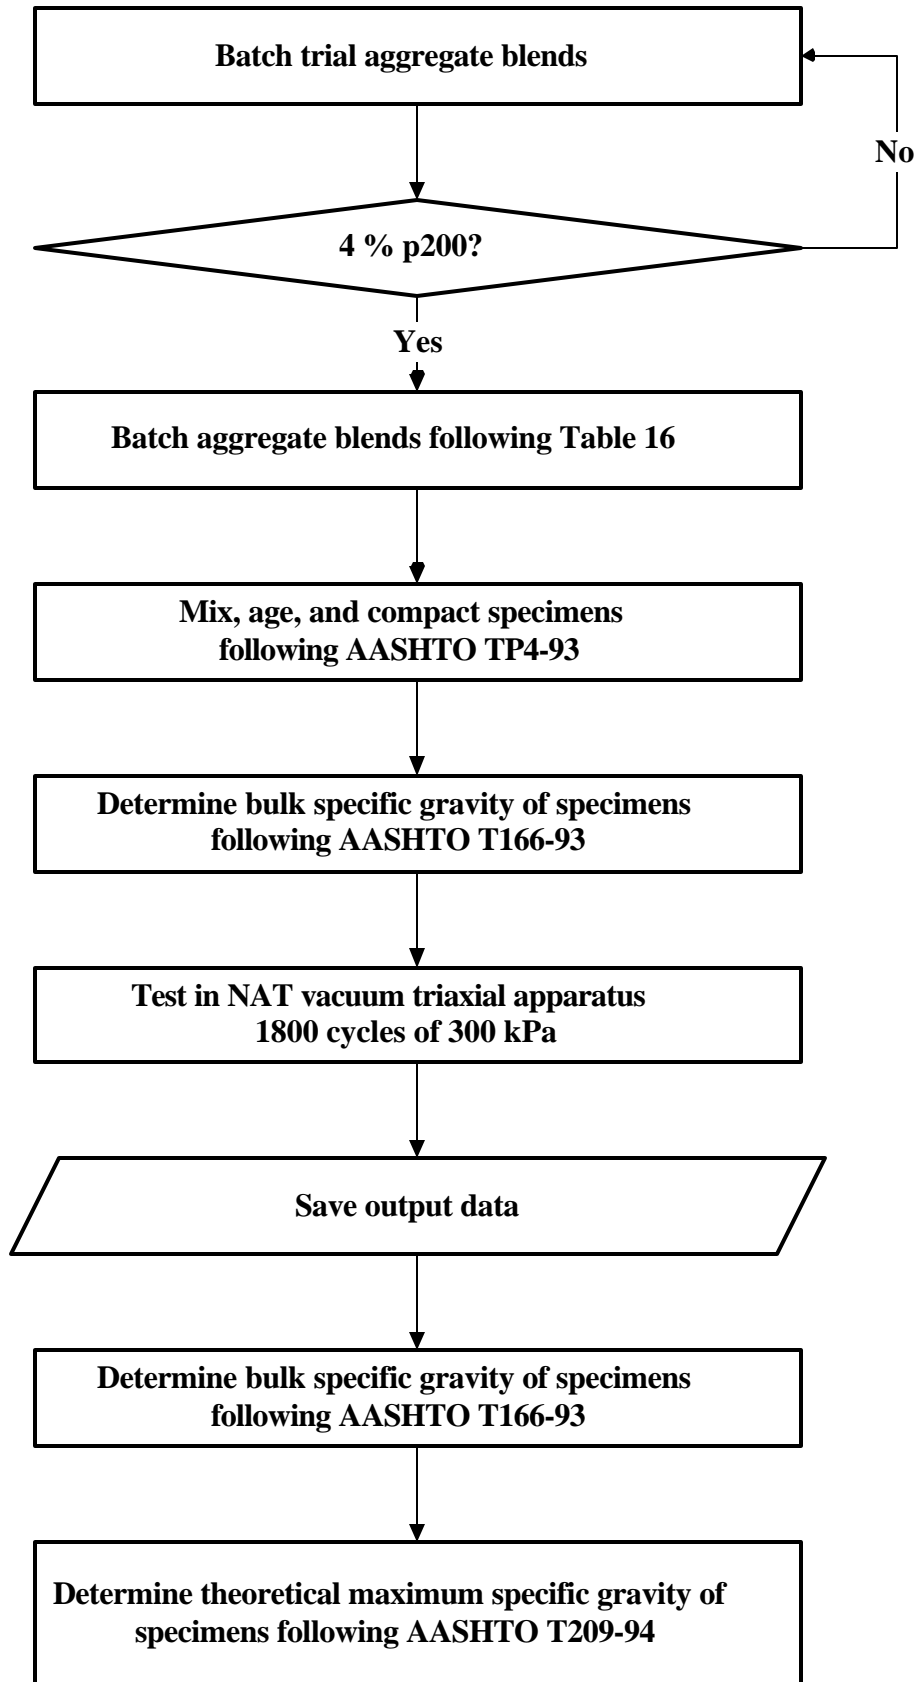 Batch trial aggregate blends
No
4 % p200?
Yes
Batch aggregate blends following Table 16
Mix, age, and compact specimens
following AASHTO TP4-93
Determine bulk specific gravity of specimens
following AASHTO T166-93
Test in NAT vacuum triaxial apparatus
1800 cycles of 300 kPa
Save output data
Determine bulk specific gravity of specimens
following AASHTO T166-93
Determine theoretical maximum specific gravity of
specimens following AASHTO T209-94